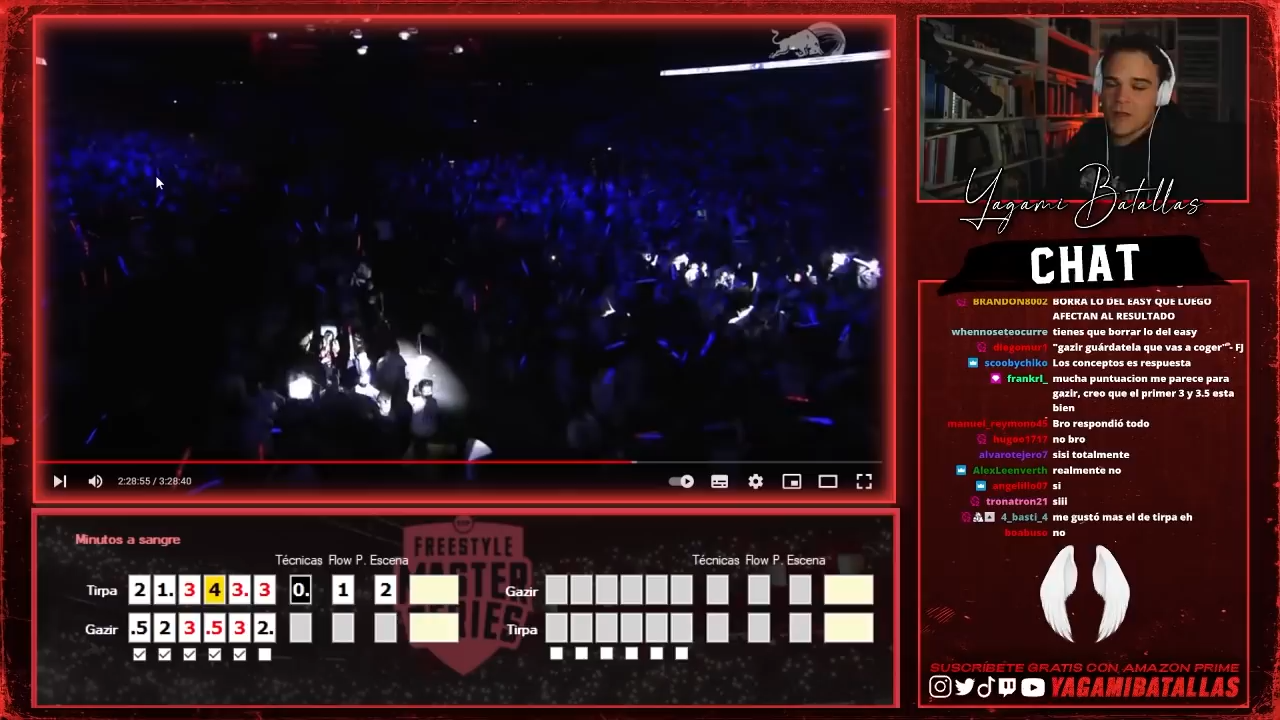 Yagami Batallas
CHAT
BRANDON8002 BORRA LO DEL EASY QUE LUEGO
AFECTAN AL RESULTADO
whennoseteocurre tienes que borrar lo del easy
diegomur1 "gazir guárdatela que vas a coger"- FJ
scoobychiko Los conceptos es respuesta
frankrl_ mucha puntuacion me parece para
gazir, creo que el primer 3 y 3.5 esta
bien
manuel_reymono45 Bro respondió todo
hugoo1717 no bro
alvarotejero7 sisi totalmente
AlexLeenverth realmente no
angelillo07 si
tronatron21 siii
4_basti_4 me gustó mas el de tirpa eh
boabuso no
2:28:55 / 3:28:40
Minutos a sangre
FREESTYLE
MASTER
SERIES
Técnicas Flow P. Escena
Tirpa 2 1. 3 4 3. 3 0. 1 2
Gazir .5 2 3 .5 3 2.
Técnicas Flow P. Escena
Gazir
Tirpa
SUSCRÍBETE GRATIS CON AMAZON PRIME
YAGAMIBATALLAS